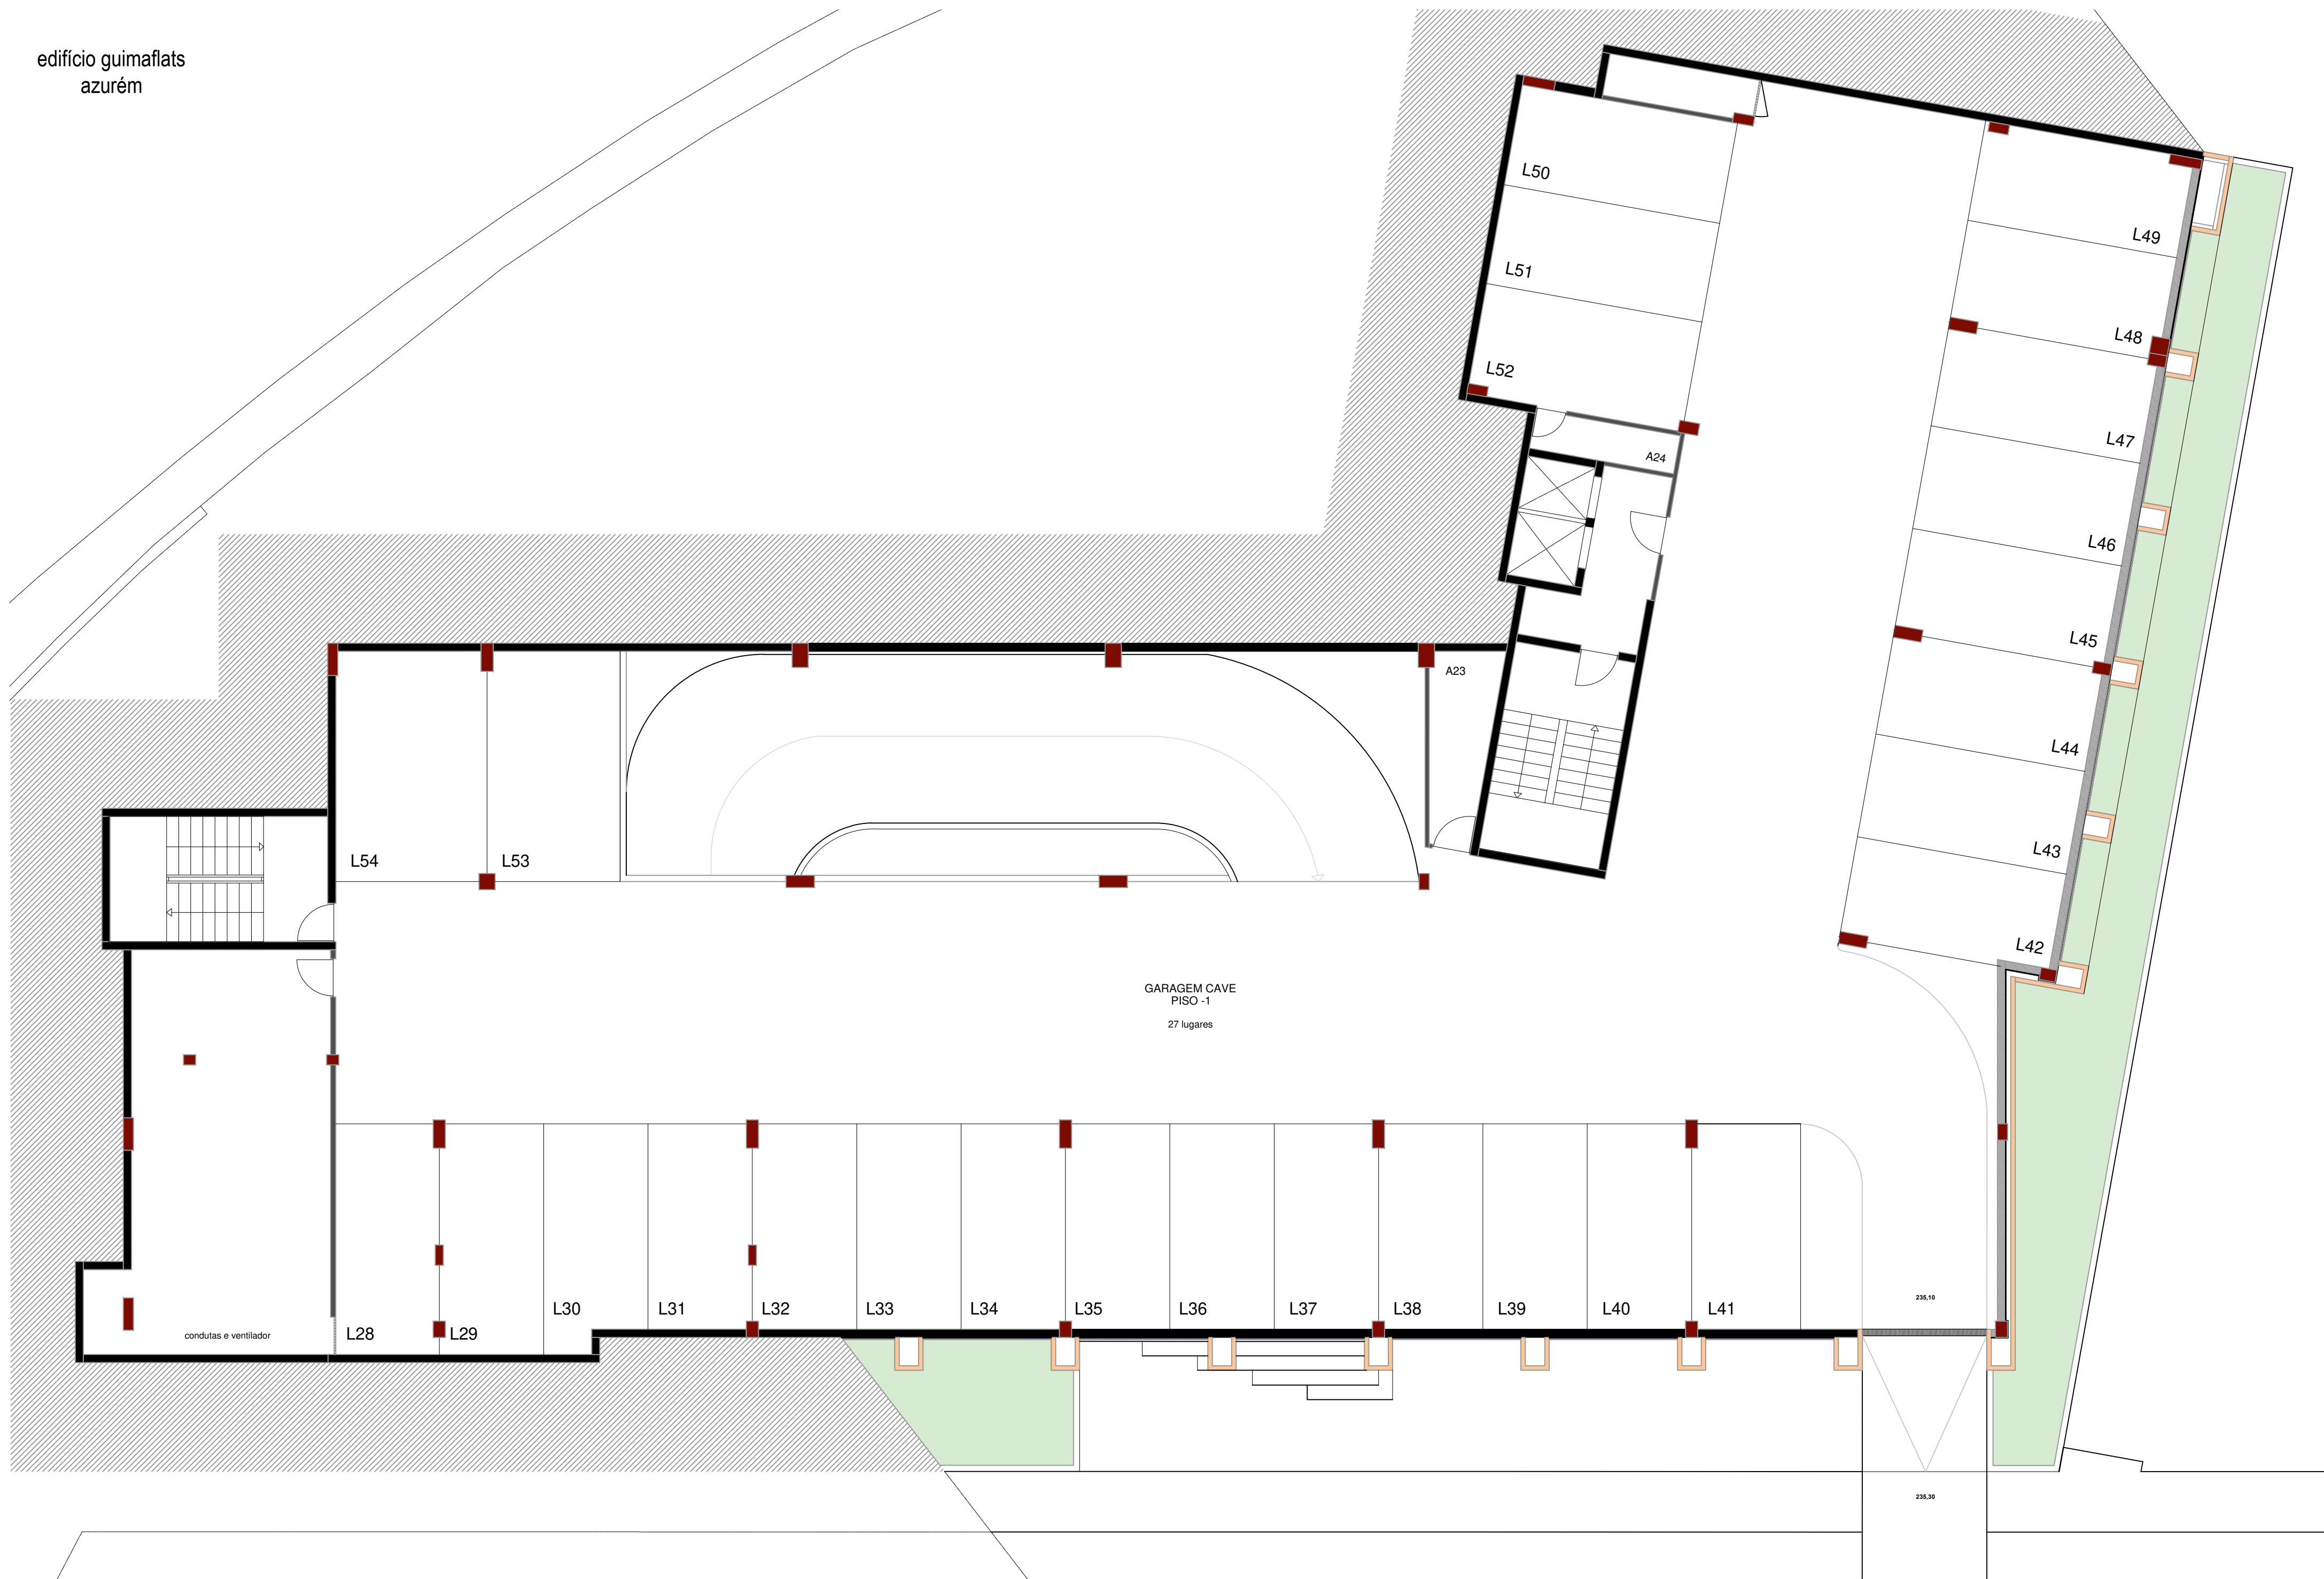 edifício guimaflats
azurém
L50
L51
L52
L49
L48
L47
L46
L45
L44
L43
L42
A24
A23
L54
L53
GARAGEM CAVE
PISO -1
27 lugares
condutas e ventilador
L28
L29
L30
L31
L32
L33
L34
L35
L36
L37
L38
L39
L40
L41
235,10
235,30